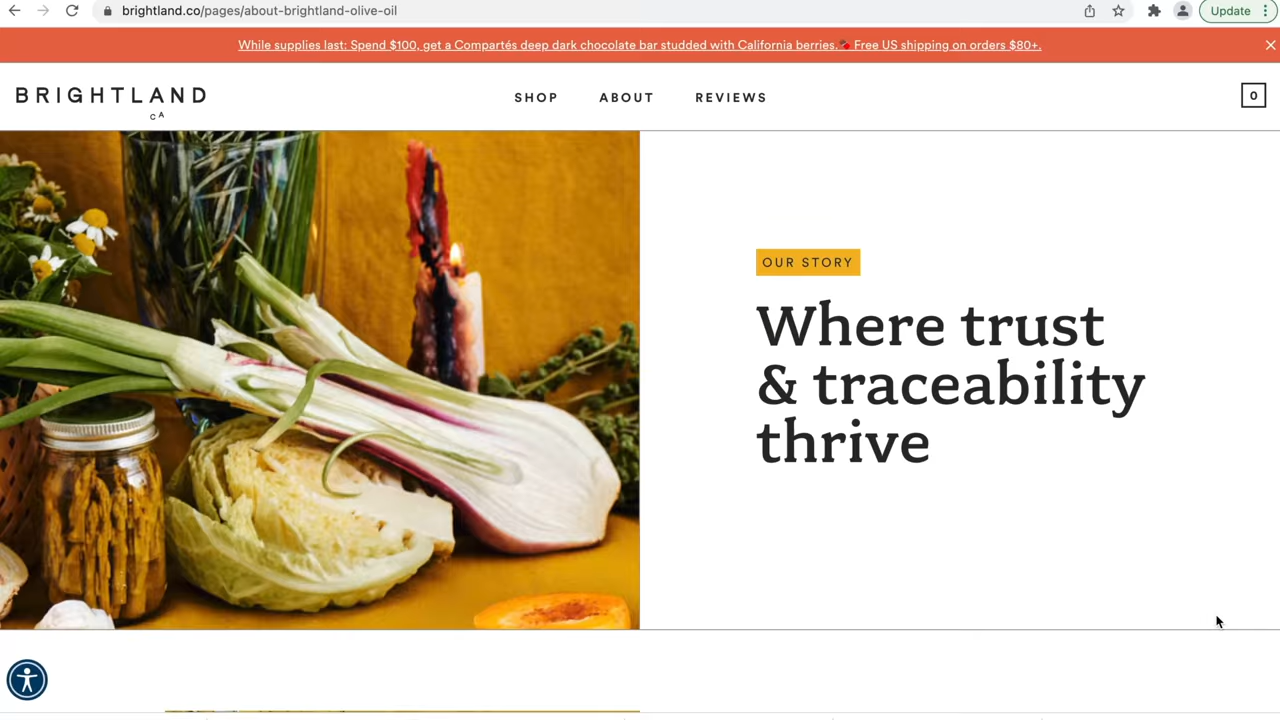 brightland.co/pages/about-brightland-olive-oil
Update
While supplies last: Spend $100, get a Compartés deep dark chocolate bar studded with California berries.🍓 Free US shipping on orders $80+.
BRIGHTLAND
CA
SHOP
ABOUT
REVIEWS
0
OUR STORY
Where trust
& traceability
thrive